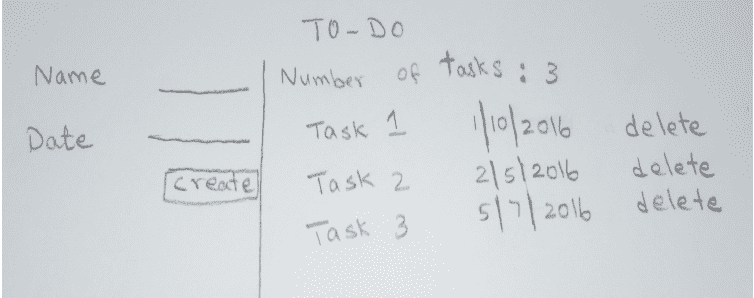 TO-DO
Name
Date
create
Number of tasks : 3
Task 1 1/10/2016 delete
Task 2 2/5/2016 delete
Task 3 5/7/2016 delete